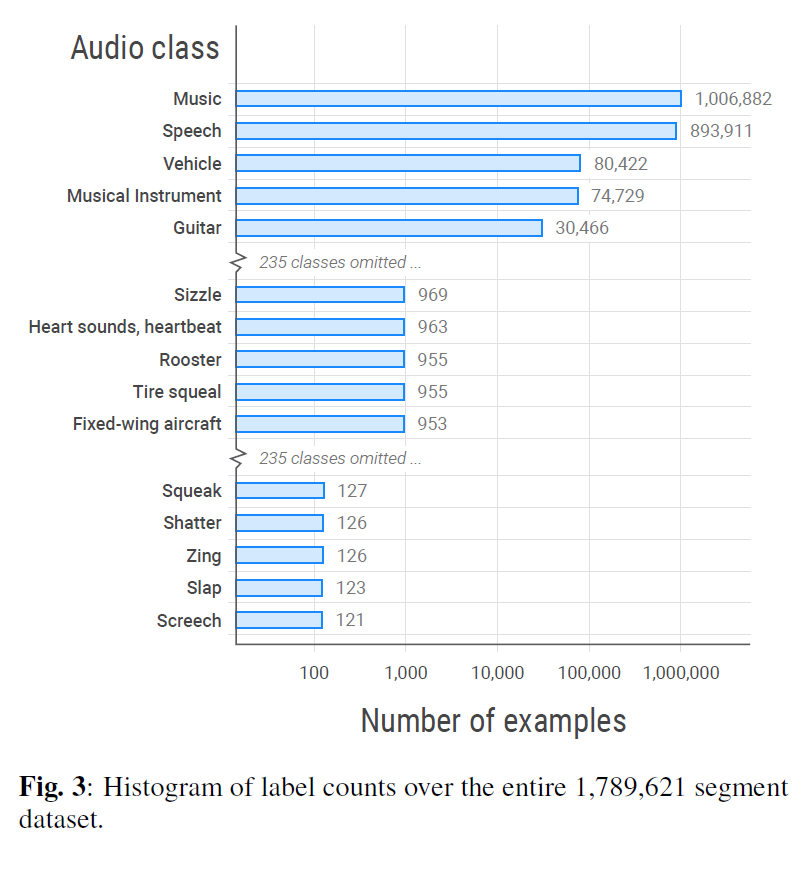 Audio class
Music 1,006,882
Speech 893,911
Vehicle 80,422
Musical Instrument 74,729
Guitar 30,466
235 classes omitted ...
Sizzle 969
Heart sounds, heartbeat 963
Rooster 955
Tire squeal 955
Fixed-wing aircraft 953
235 classes omitted ...
Squeak 127
Shatter 126
Zing 126
Slap 123
Screech 121
100 1,000 10,000 100,000 1,000,000
Number of examples
Fig. 3: Histogram of label counts over the entire 1,789,621 segment
dataset.